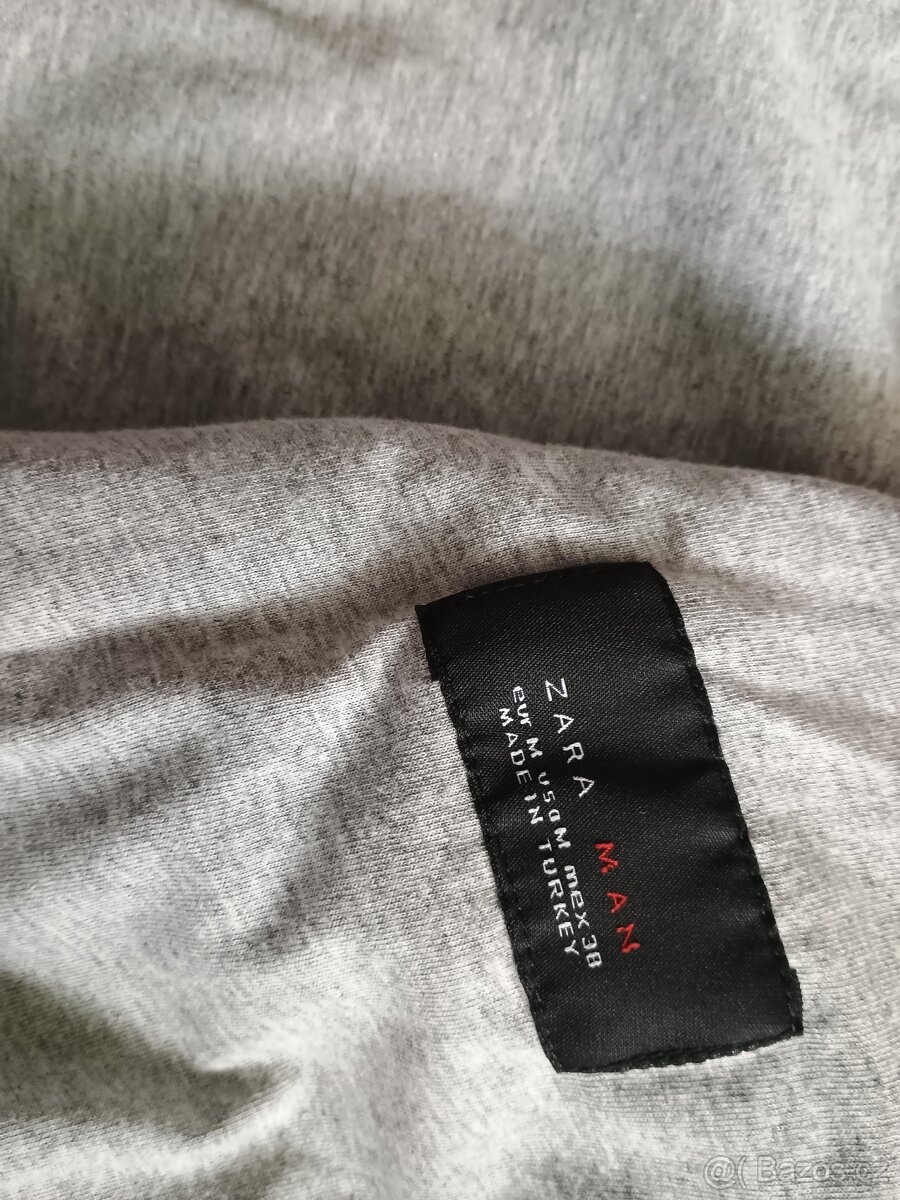 ZARA MAN
eur M usa M mex 38
MADE IN TURKEY
@( Bazos.cz